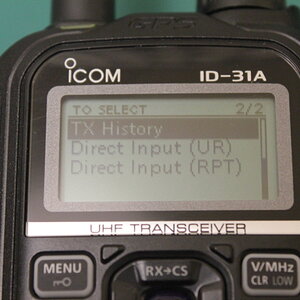 GPS
ICOM ID-31A
TO SELECT 2/2
TX History
Direct Input (UR)
Direct Input (RPT)
UHF TRANSCEIVER
MENU RX→CS V/MHz
CLR LOW